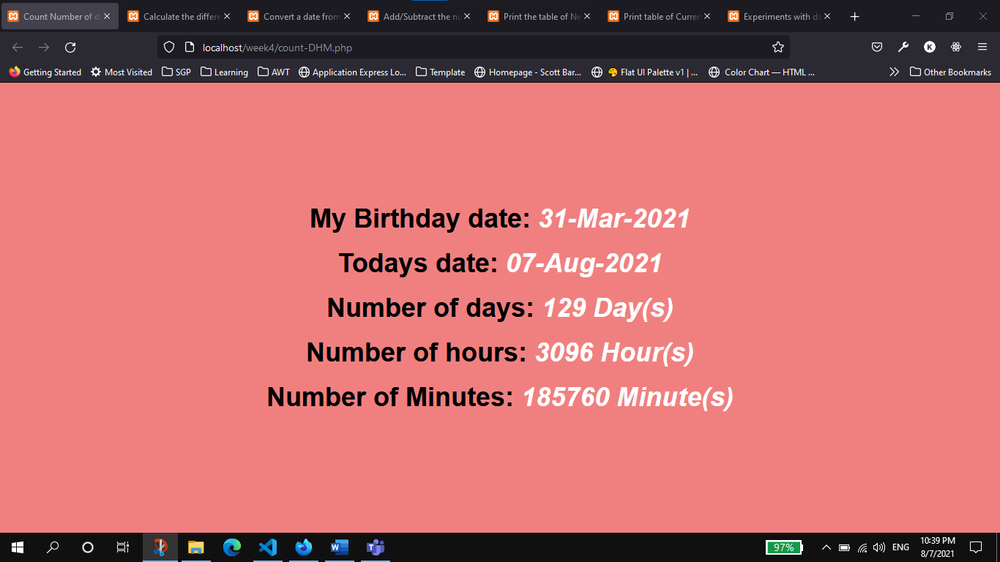 Count Number of da
Calculate the differe
Convert a date from
Add/Subtract the nu
Print the table of Ne
Print table of Curren
Experiments with da
localhost/week4/count-DHM.php
K
Getting Started
Most Visited
SGP
Learning
AWT
Application Express Lo...
Template
Homepage - Scott Bar...
Flat UI Palette v1 | ...
Color Chart — HTML ...
Other Bookmarks
My Birthday date: 31-Mar-2021
Todays date: 07-Aug-2021
Number of days: 129 Day(s)
Number of hours: 3096 Hour(s)
Number of Minutes: 185760 Minute(s)
97%
ENG
10:39 PM
8/7/2021